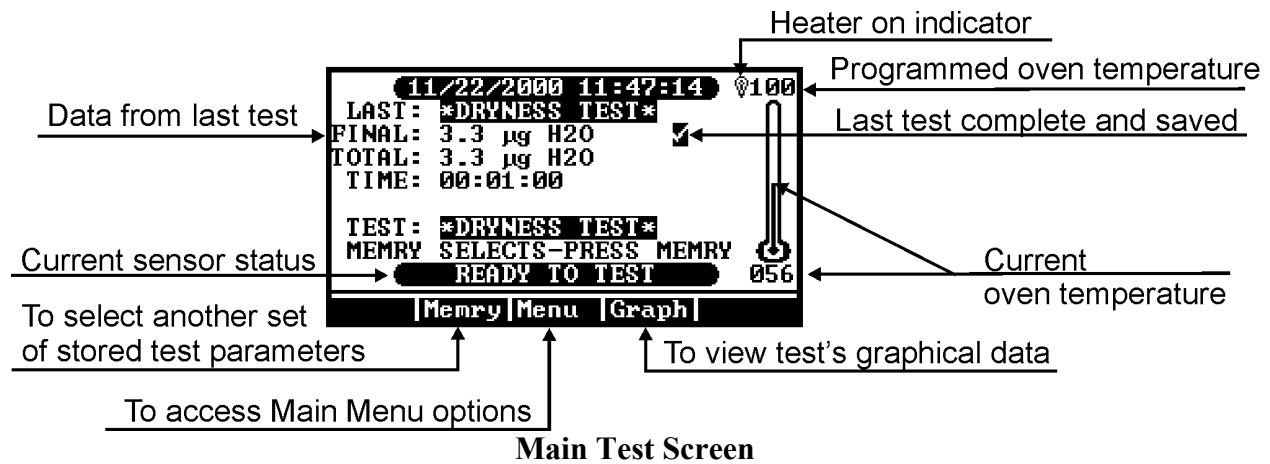 Heater on indicator
11/22/2000 11:47:14
100
Programmed oven temperature
LAST: *DRYNESS TEST*
Data from last test
FINAL: 3.3 µg H2O
Last test complete and saved
TOTAL: 3.3 µg H2O
TIME: 00:01:00
TEST: *DRYNESS TEST*
MEMRY SELECTS-PRESS MEMRY
Current sensor status
READY TO TEST
056
Current
oven temperature
|Memry|Menu |Graph|
To select another set
of stored test parameters
To view test's graphical data
To access Main Menu options
Main Test Screen